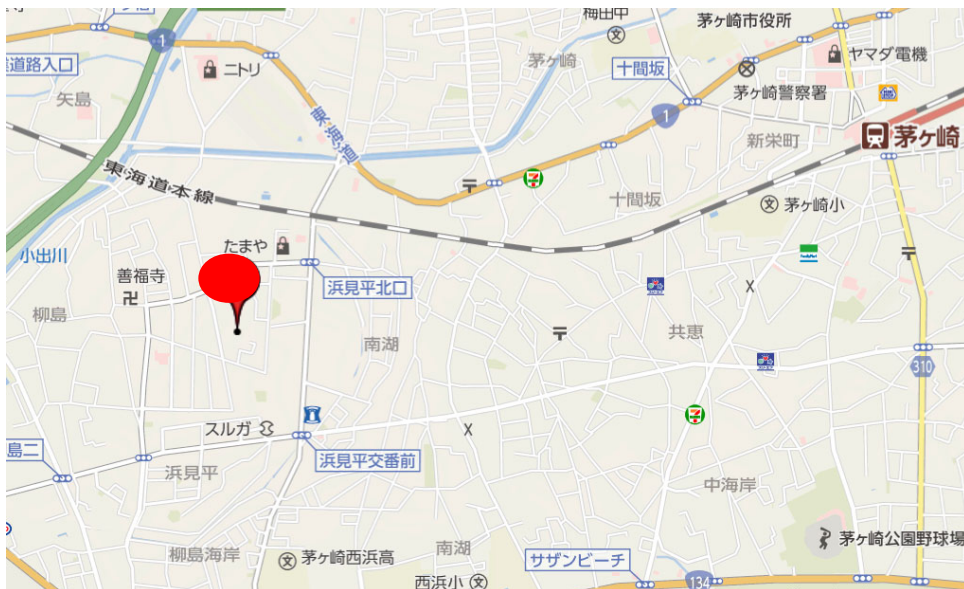 梅田中
茅ヶ崎市役所
1
ニトリ
茅ヶ崎
十間坂
ヤマダ電機
道路入口
矢島
茅ヶ崎警察署
東海道
1
新栄町
茅ヶ崎
東海道本線
十間坂
茅ヶ崎小
小出川
たまや
善福寺
浜見平北口
柳島
南湖
共恵
310
スルガ
島二
浜見平交番前
浜見平
中海岸
茅ヶ崎公園野球場
柳島海岸
茅ヶ崎西浜高
南湖
サザンビーチ
西浜小
134